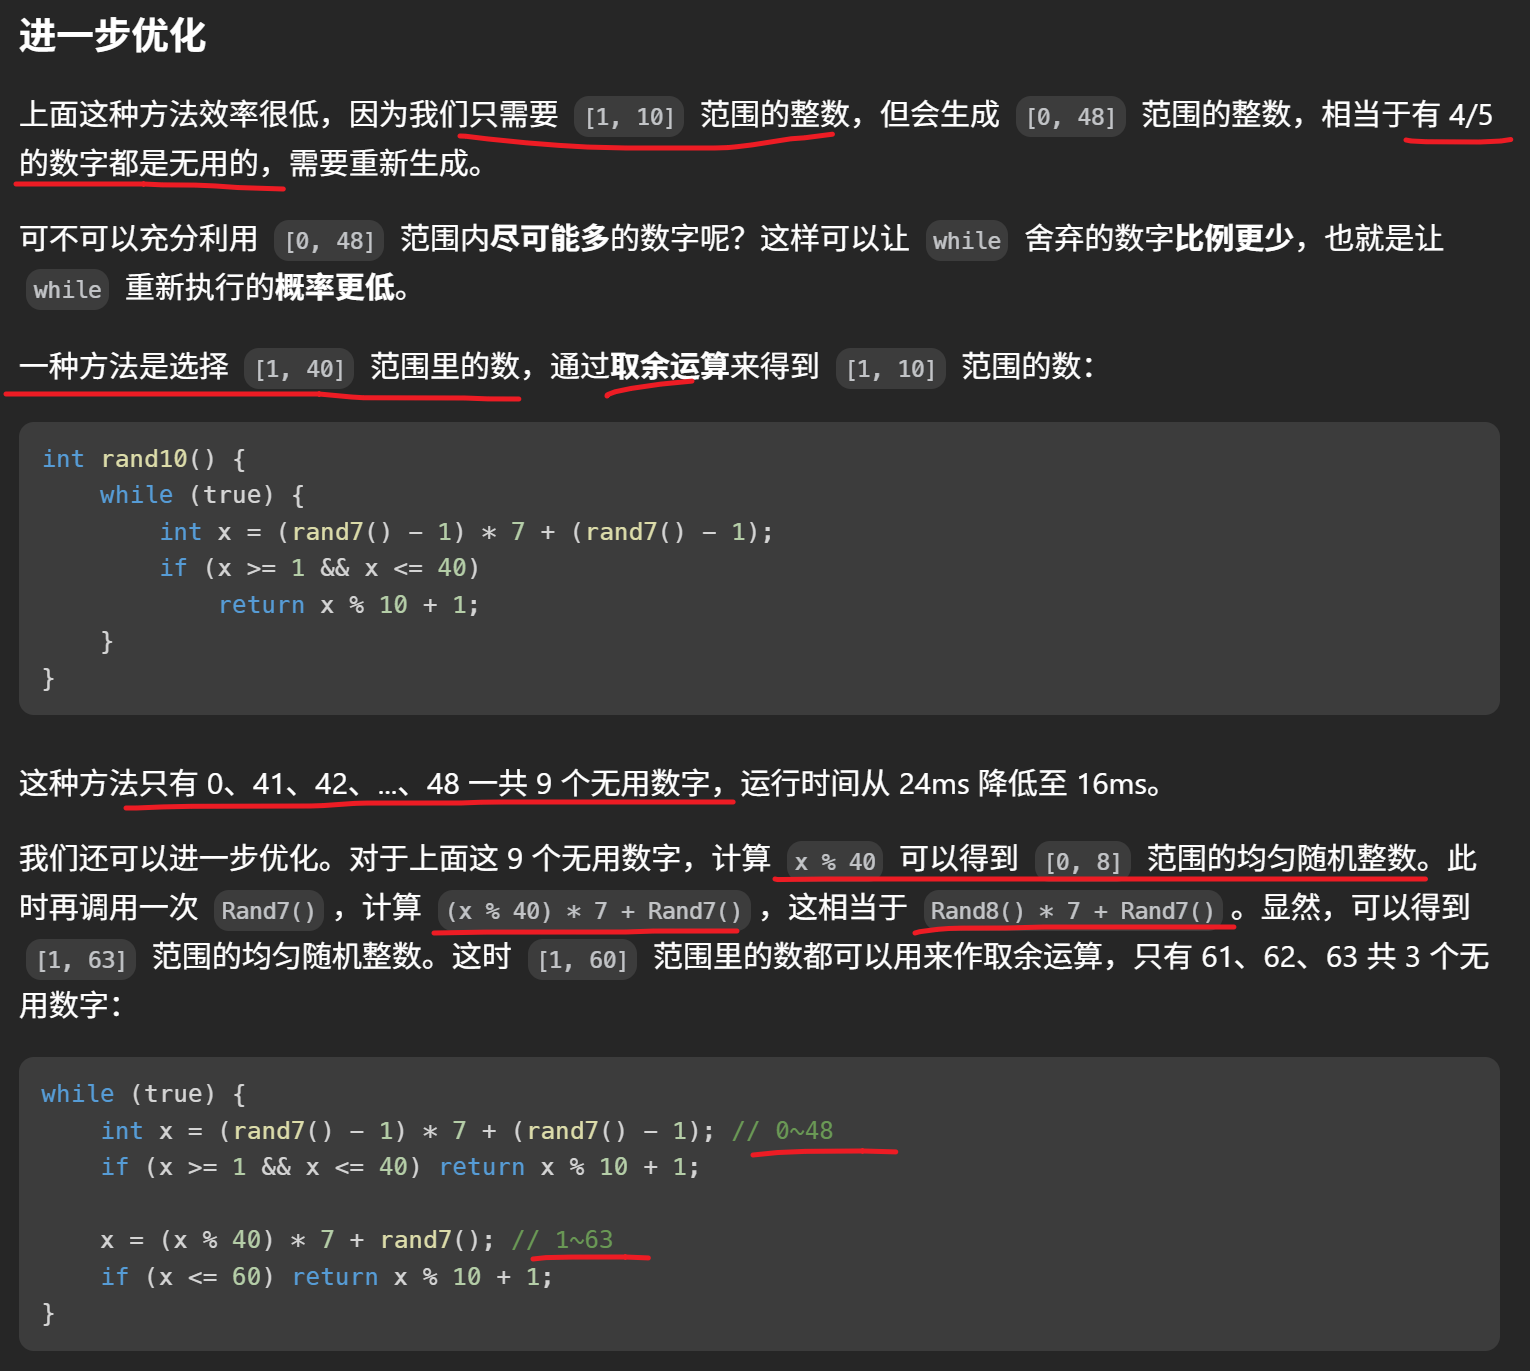 进一步优化
上面这种方法效率很低，因为我们只需要 [1, 10] 范围的整数，但会生成 [0, 48] 范围的整数，相当于有 4/5
的数字都是无用的，需要重新生成。
可不可以充分利用 [0, 48] 范围内尽可能多的数字呢？这样可以让 while 舍弃的数字比例更少，也就是让
while 重新执行的概率更低。
一种方法是选择 [1, 40] 范围里的数，通过取余运算来得到 [1, 10] 范围的数：
int rand10() {
    while (true) {
        int x = (rand7() - 1) * 7 + (rand7() - 1);
        if (x >= 1 && x <= 40)
            return x % 10 + 1;
    }
}
这种方法只有 0、41、42、...、48 一共 9 个无用数字，运行时间从 24ms 降低至 16ms。
我们还可以进一步优化。对于上面这 9 个无用数字，计算 x % 40 可以得到 [0, 8] 范围的均匀随机整数。此
时再调用一次 Rand7() ，计算 (x % 40) * 7 + Rand7() ，这相当于 Rand8() * 7 + Rand7() 。显然，可以得到
[1, 63] 范围的均匀随机整数。这时 [1, 60] 范围里的数都可以用来作取余运算，只有 61、62、63 共 3 个无
用数字：
while (true) {
    int x = (rand7() - 1) * 7 + (rand7() - 1); // 0~48
    if (x >= 1 && x <= 40) return x % 10 + 1;
    x = (x % 40) * 7 + rand7(); // 1~63
    if (x <= 60) return x % 10 + 1;
}